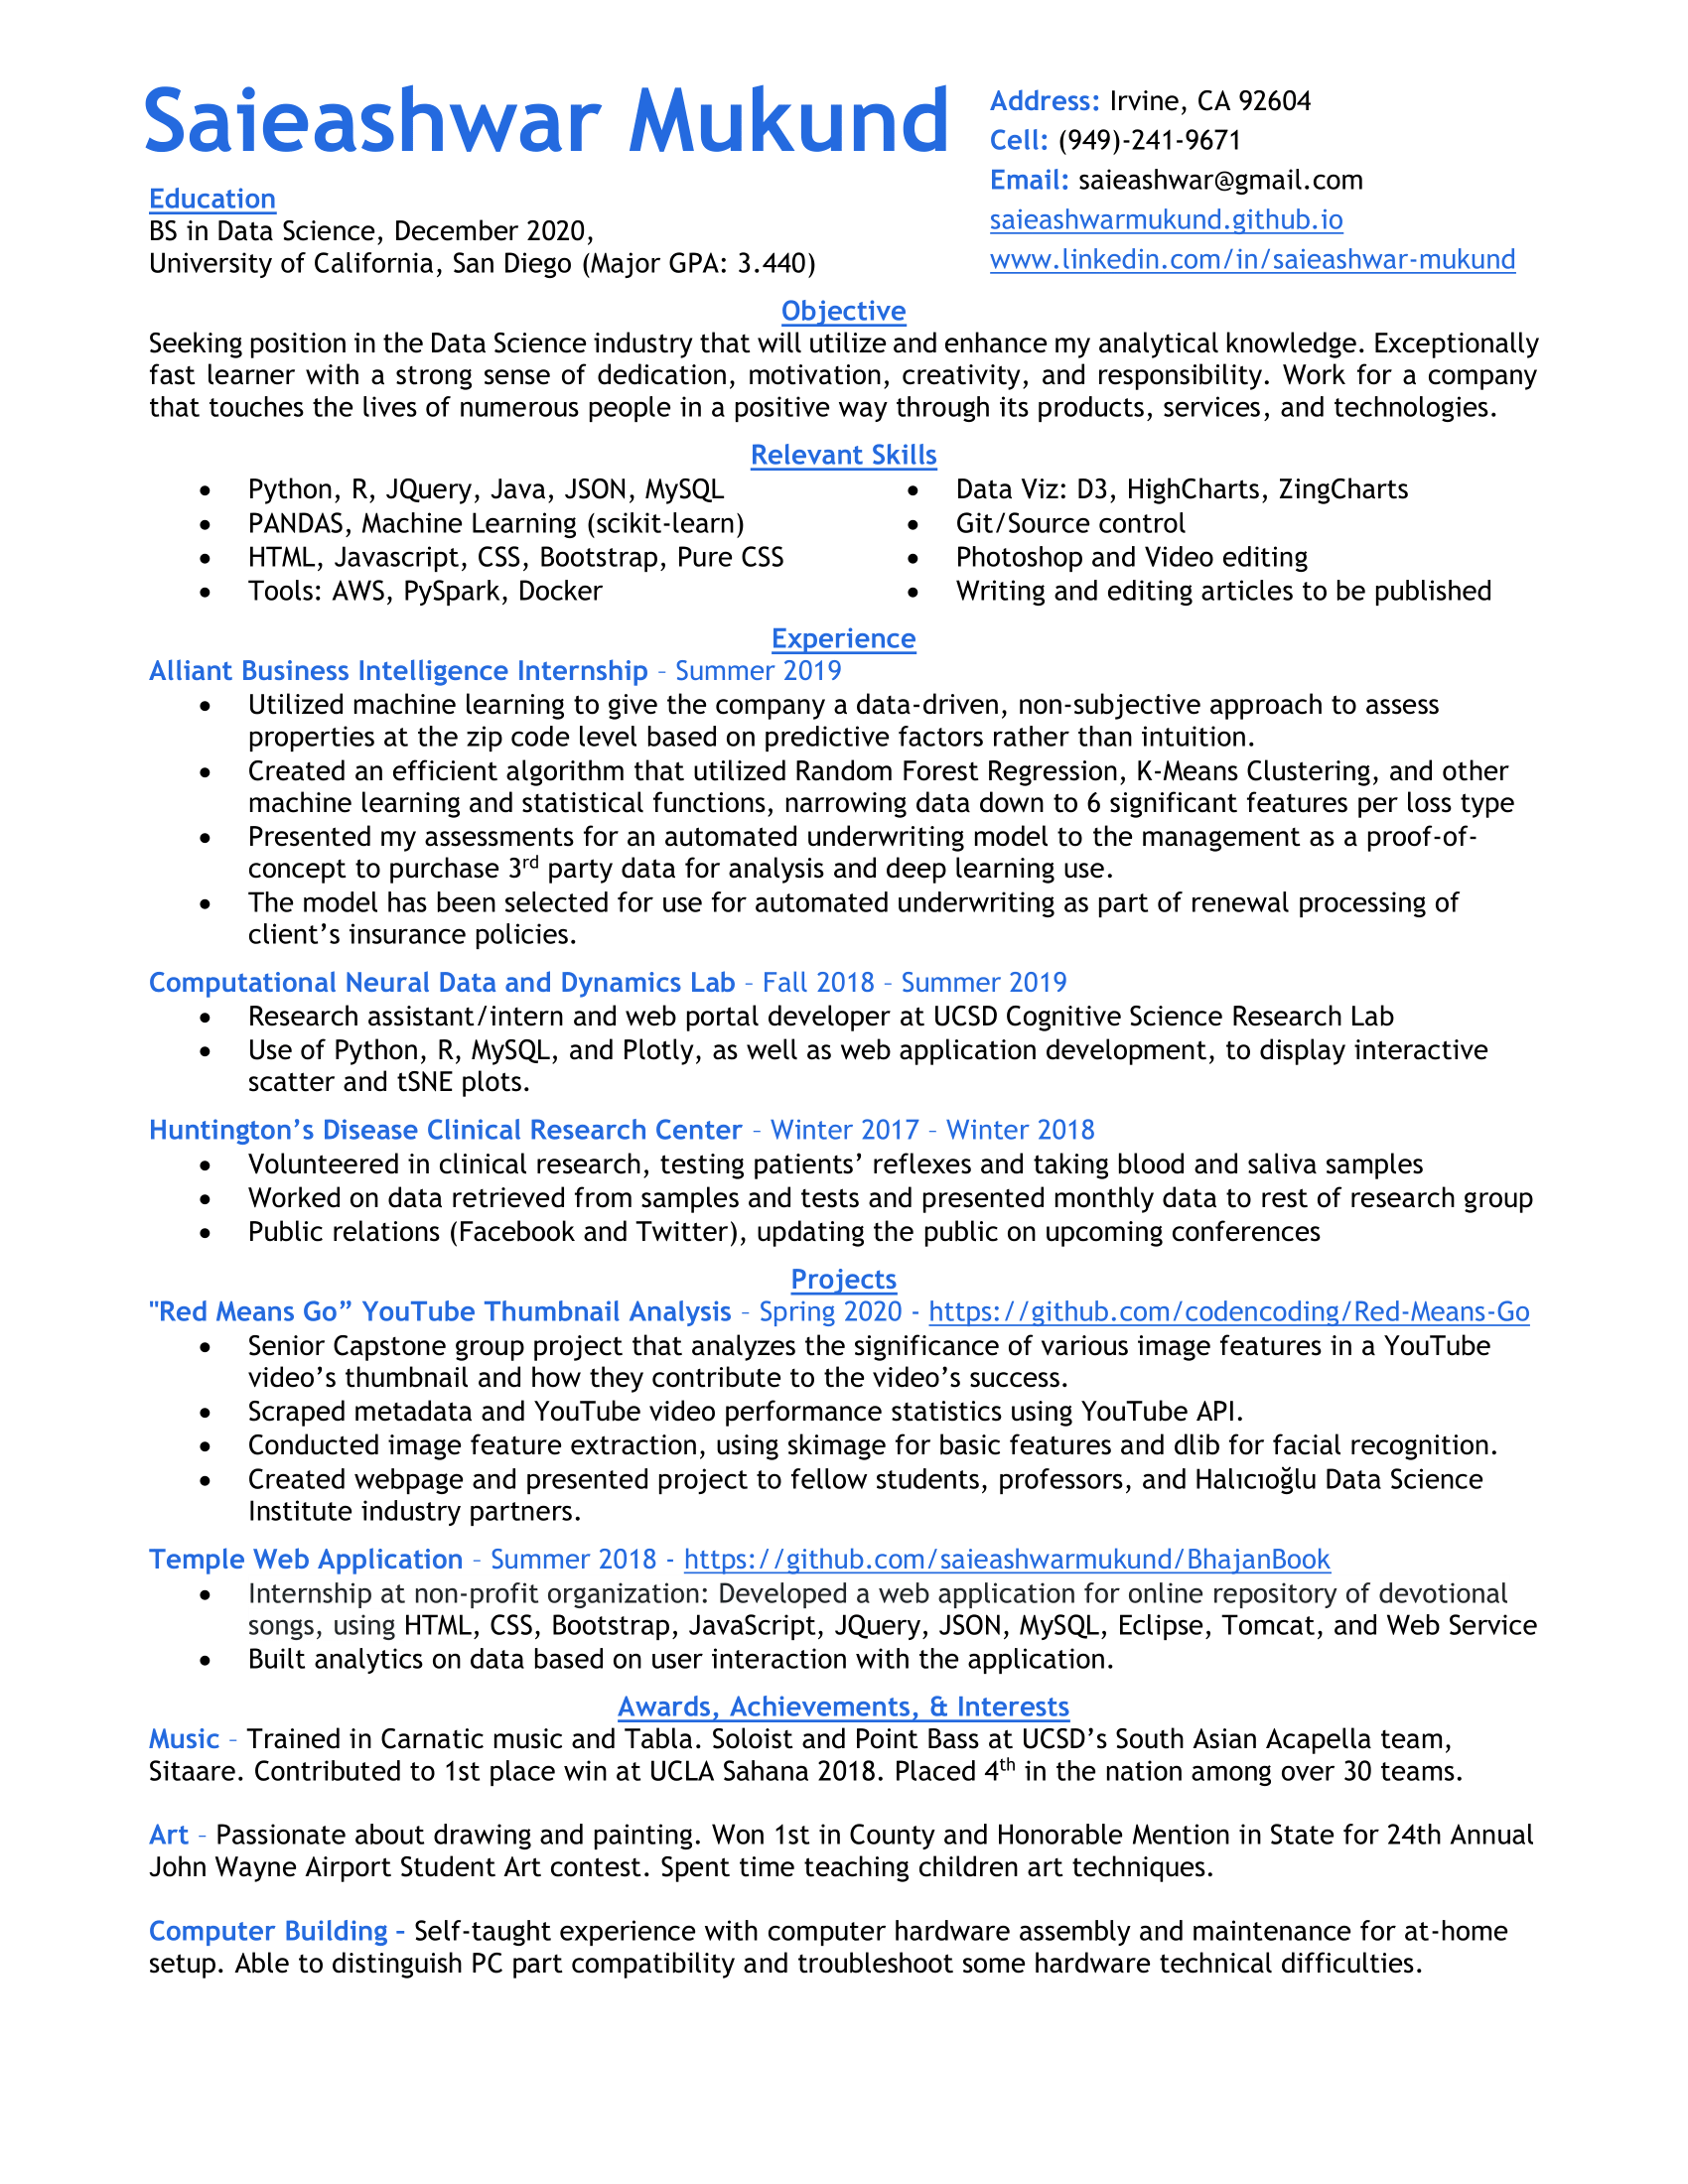 Saieashwar Mukund
Address: Irvine, CA 92604
Cell: (949)-241-9671
Email: saieashwar@gmail.com
saieashwarmukund.github.io
www.linkedin.com/in/saieashwar-mukund
Education
BS in Data Science, December 2020,
University of California, San Diego (Major GPA: 3.440)
Objective
Seeking position in the Data Science industry that will utilize and enhance my analytical knowledge. Exceptionally
fast learner with a strong sense of dedication, motivation, creativity, and responsibility. Work for a company
that touches the lives of numerous people in a positive way through its products, services, and technologies.
Relevant Skills
• Python, R, JQuery, Java, JSON, MySQL
• PANDAS, Machine Learning (scikit-learn)
• HTML, Javascript, CSS, Bootstrap, Pure CSS
• Tools: AWS, PySpark, Docker
• Data Viz: D3, HighCharts, ZingCharts
• Git/Source control
• Photoshop and Video editing
• Writing and editing articles to be published
Experience
Alliant Business Intelligence Internship – Summer 2019
• Utilized machine learning to give the company a data-driven, non-subjective approach to assess
properties at the zip code level based on predictive factors rather than intuition.
• Created an efficient algorithm that utilized Random Forest Regression, K-Means Clustering, and other
machine learning and statistical functions, narrowing data down to 6 significant features per loss type
• Presented my assessments for an automated underwriting model to the management as a proof-of-
concept to purchase 3rd party data for analysis and deep learning use.
• The model has been selected for use for automated underwriting as part of renewal processing of
client’s insurance policies.
Computational Neural Data and Dynamics Lab – Fall 2018 – Summer 2019
• Research assistant/intern and web portal developer at UCSD Cognitive Science Research Lab
• Use of Python, R, MySQL, and Plotly, as well as web application development, to display interactive
scatter and tSNE plots.
Huntington’s Disease Clinical Research Center – Winter 2017 – Winter 2018
• Volunteered in clinical research, testing patients’ reflexes and taking blood and saliva samples
• Worked on data retrieved from samples and tests and presented monthly data to rest of research group
• Public relations (Facebook and Twitter), updating the public on upcoming conferences
Projects
"Red Means Go” YouTube Thumbnail Analysis – Spring 2020 - https://github.com/codencoding/Red-Means-Go
• Senior Capstone group project that analyzes the significance of various image features in a YouTube
video’s thumbnail and how they contribute to the video’s success.
• Scraped metadata and YouTube video performance statistics using YouTube API.
• Conducted image feature extraction, using skimage for basic features and dlib for facial recognition.
• Created webpage and presented project to fellow students, professors, and Halıcıoğlu Data Science
Institute industry partners.
Temple Web Application – Summer 2018 - https://github.com/saieashwarmukund/BhajanBook
• Internship at non-profit organization: Developed a web application for online repository of devotional
songs, using HTML, CSS, Bootstrap, JavaScript, JQuery, JSON, MySQL, Eclipse, Tomcat, and Web Service
• Built analytics on data based on user interaction with the application.
Awards, Achievements, & Interests
Music – Trained in Carnatic music and Tabla. Soloist and Point Bass at UCSD’s South Asian Acapella team,
Sitaare. Contributed to 1st place win at UCLA Sahana 2018. Placed 4th in the nation among over 30 teams.
Art – Passionate about drawing and painting. Won 1st in County and Honorable Mention in State for 24th Annual
John Wayne Airport Student Art contest. Spent time teaching children art techniques.
Computer Building – Self-taught experience with computer hardware assembly and maintenance for at-home
setup. Able to distinguish PC part compatibility and troubleshoot some hardware technical difficulties.